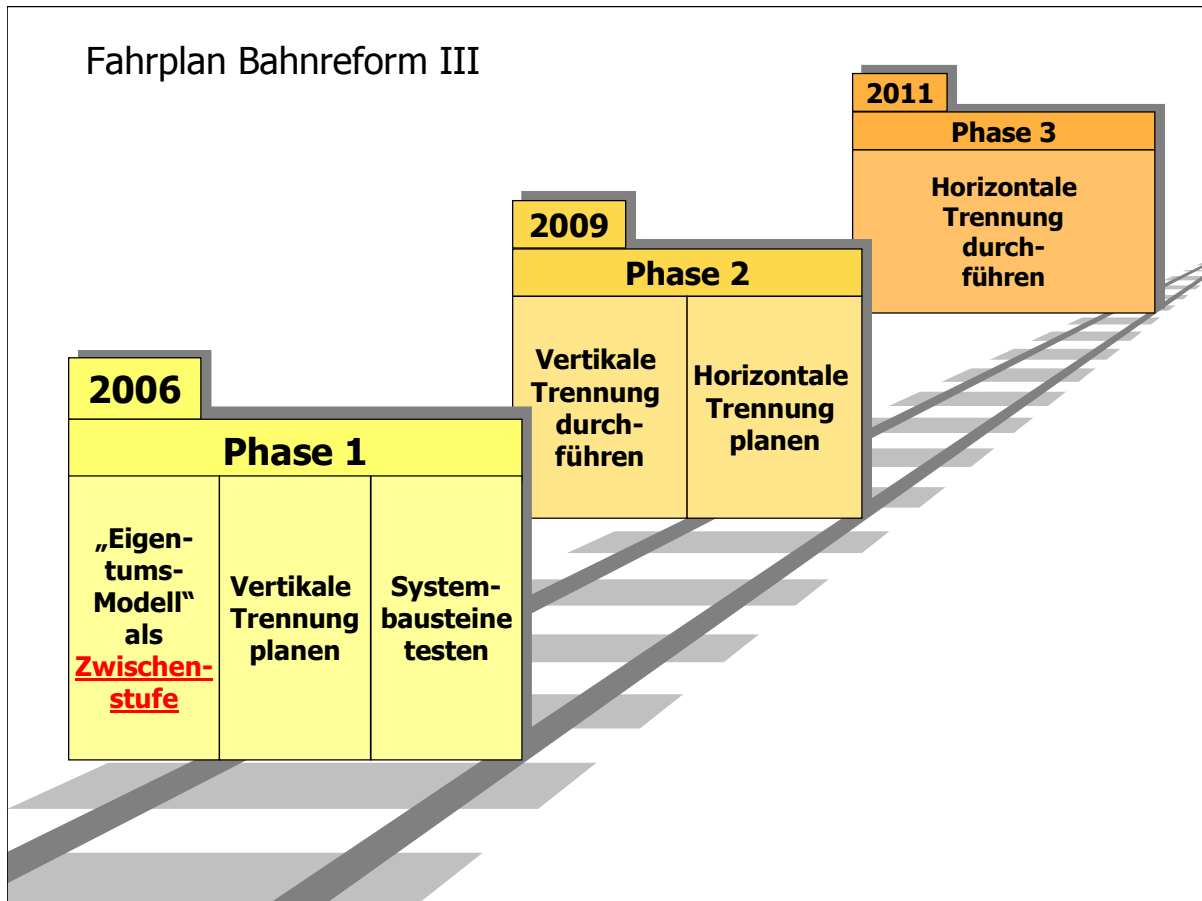 Fahrplan Bahnreform III
2011
Phase 3
Horizontale
Trennung
durch-
führen
2009
Phase 2
Vertikale
Trennung
durch-
führen
Horizontale
Trennung
planen
2006
Phase 1
„Eigen-
tums-
Modell“
als
Zwischen-
stufe
Vertikale
Trennung
planen
System-
bausteine
testen